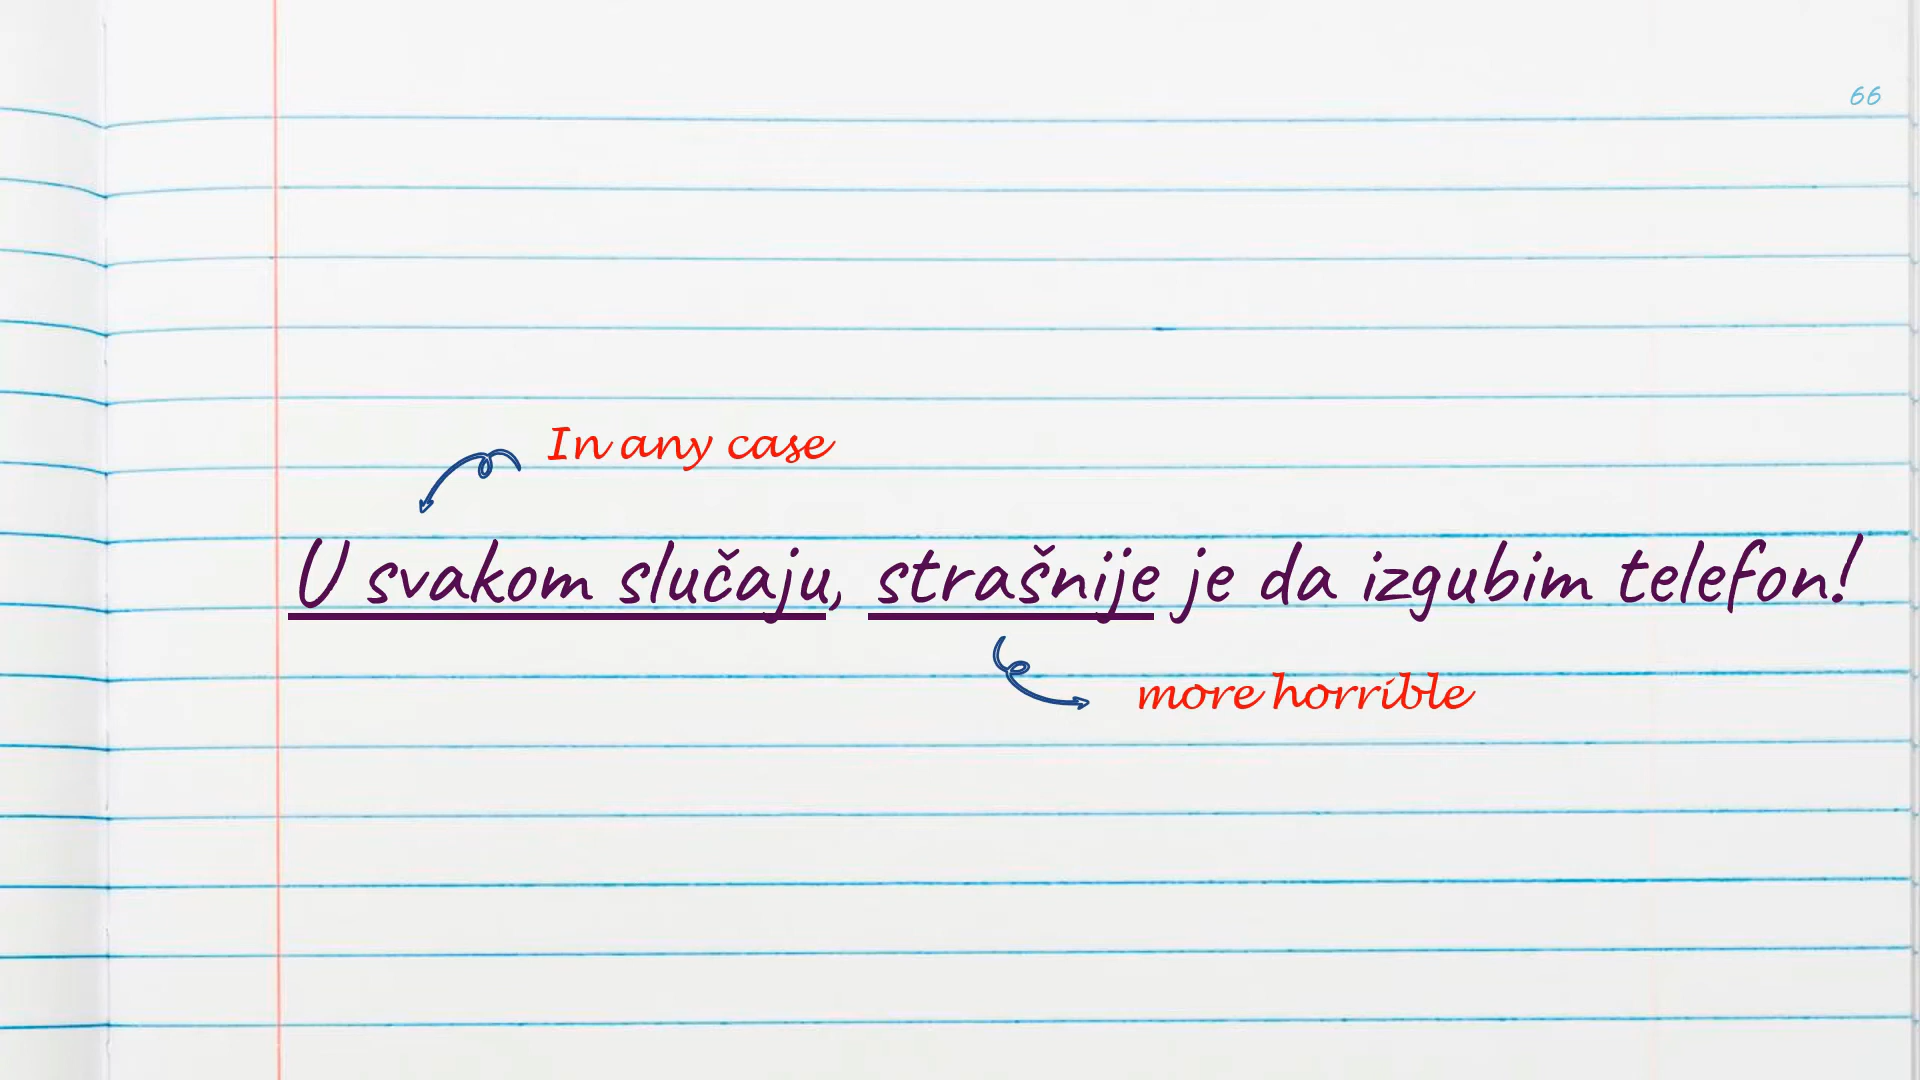 66
In any case
U svakom slučaju, strašnije je da izgubim telefon!
more horrible